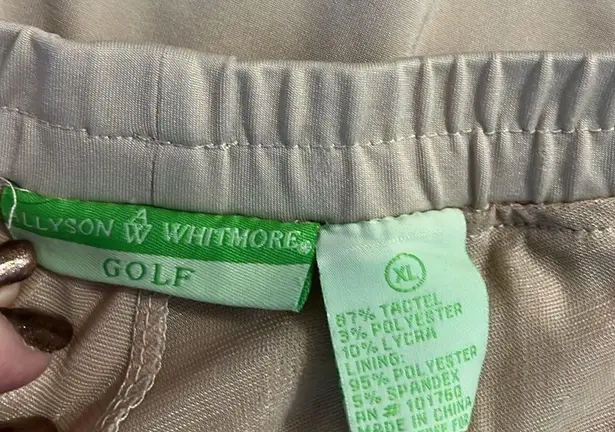 ALLYSON AW WHITMORE®
GOLF
XL
87% TACTEL
3% POLYESTER
10% LYCRA
LINING:
95% POLYESTER
5% SPANDEX
RN # 101760
MADE IN CHINA